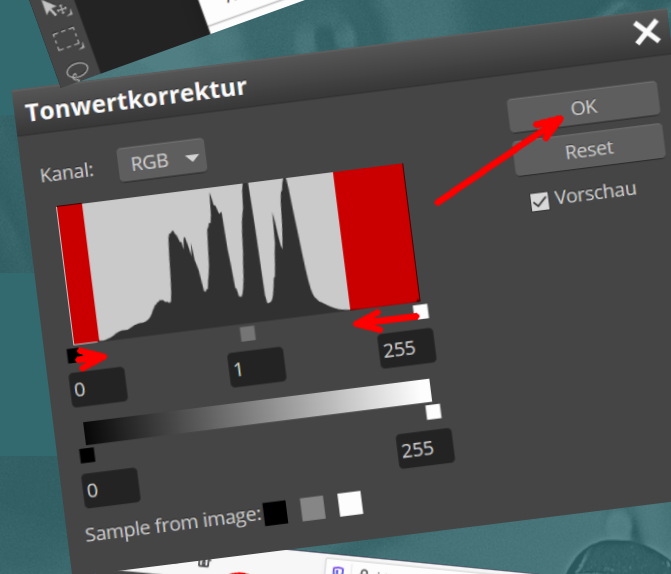 Tonwertkorrektur
OK
Kanal:
RGB
Reset
Vorschau
0
1
255
0
255
Sample from image: